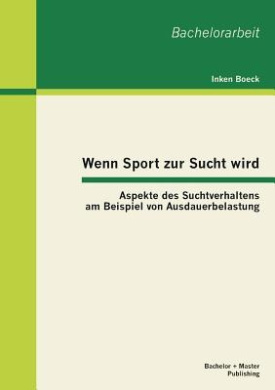 Bachelorarbeit
Inken Boeck
Wenn Sport zur Sucht wird
Aspekte des Suchtverhaltens
am Beispiel von Ausdauerbelastung
Bachelor + Master
Publishing